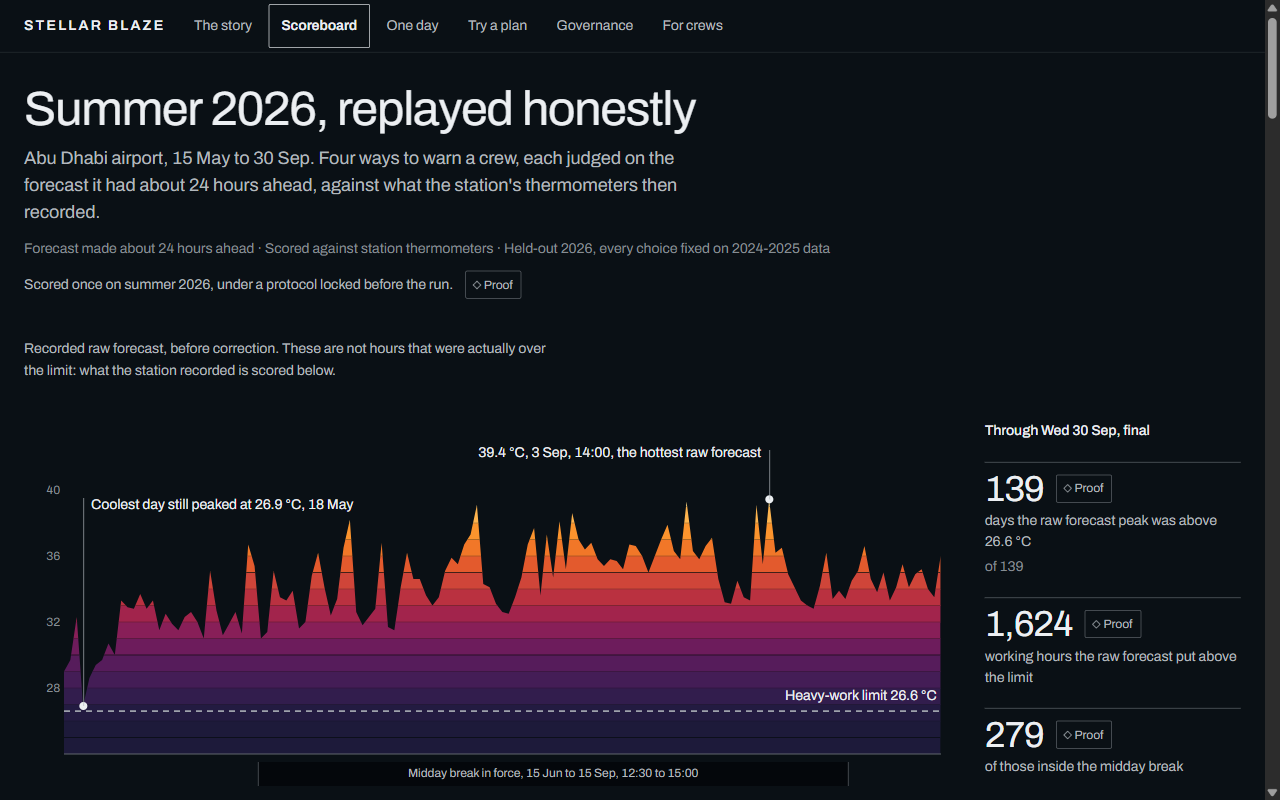 STELLAR BLAZE
The story
Scoreboard
One day
Try a plan
Governance
For crews
Summer 2026, replayed honestly
Abu Dhabi airport, 15 May to 30 Sep. Four ways to warn a crew, each judged on the
forecast it had about 24 hours ahead, against what the station's thermometers then
recorded.
Forecast made about 24 hours ahead · Scored against station thermometers · Held-out 2026, every choice fixed on 2024-2025 data
Scored once on summer 2026, under a protocol locked before the run.
◇ Proof
Recorded raw forecast, before correction. These are not hours that were actually over
the limit: what the station recorded is scored below.
39.4 °C, 3 Sep, 14:00, the hottest raw forecast
Coolest day still peaked at 26.9 °C, 18 May
40
36
32
28
Heavy-work limit 26.6 °C
Midday break in force, 15 Jun to 15 Sep, 12:30 to 15:00
Through Wed 30 Sep, final
139
◇ Proof
days the raw forecast peak was above
26.6 °C
of 139
1,624
◇ Proof
working hours the raw forecast put above
the limit
279
◇ Proof
of those inside the midday break